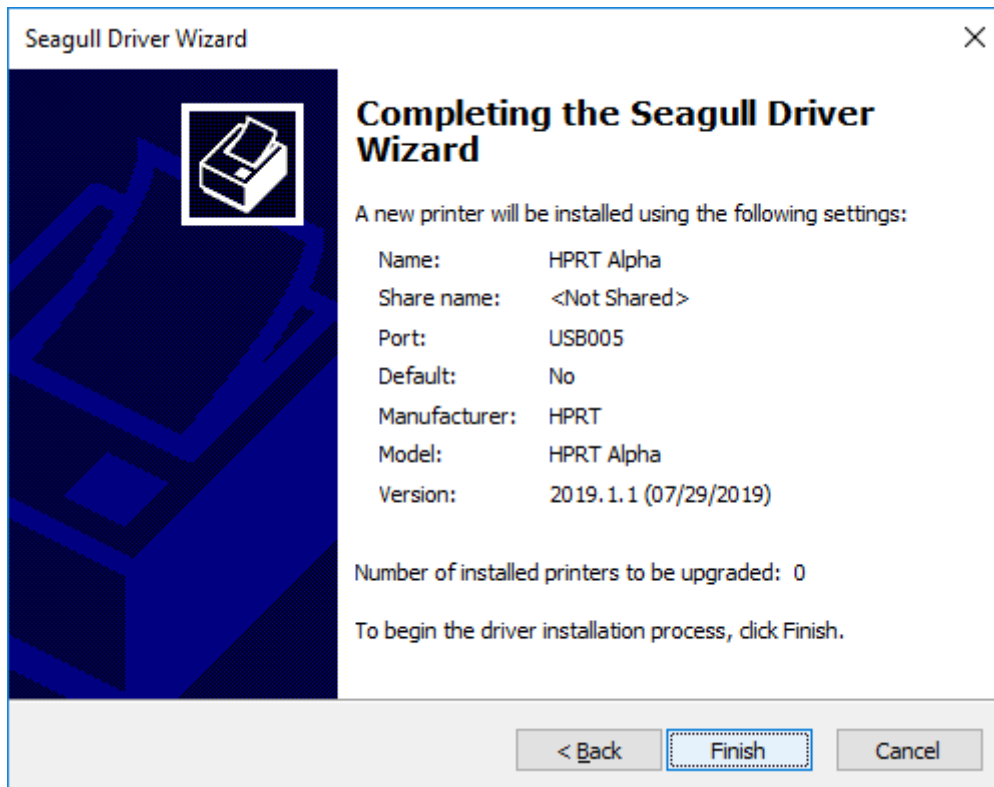 Seagull Driver Wizard
Completing the Seagull Driver
Wizard
A new printer will be installed using the following settings:
Name: HPRT Alpha
Share name: <Not Shared>
Port: USB005
Default: No
Manufacturer: HPRT
Model: HPRT Alpha
Version: 2019.1.1 (07/29/2019)
Number of installed printers to be upgraded: 0
To begin the driver installation process, click Finish.
< Back Finish Cancel